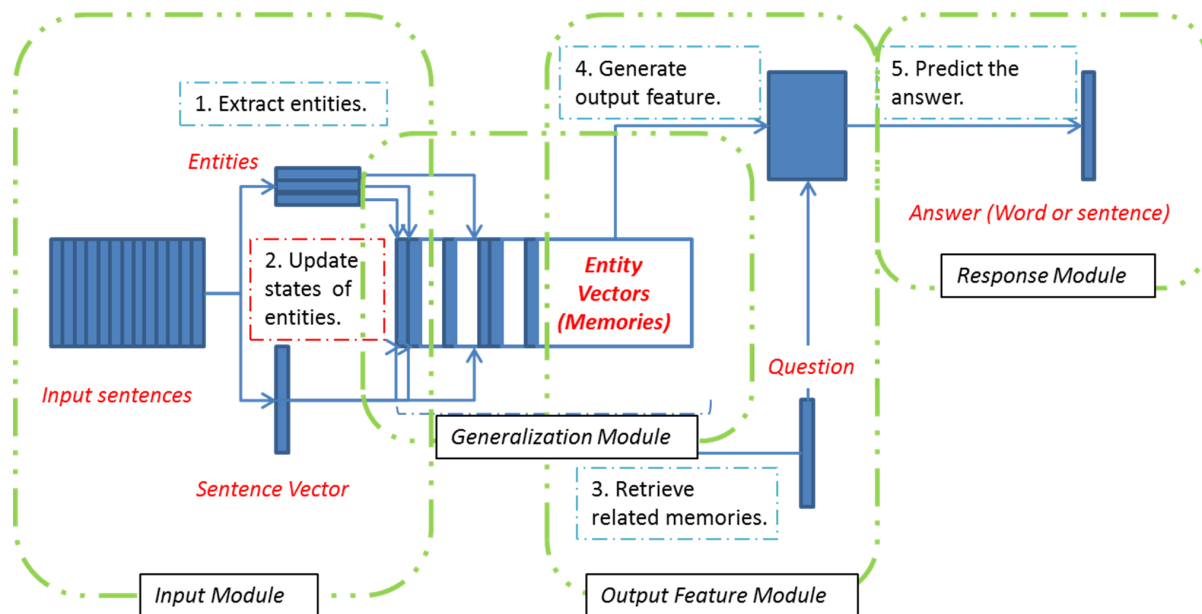 1. Extract entities.
Entities
2. Update
states of
entities.
Input sentences
Sentence Vector
Input Module
Entity
Vectors
(Memories)
Generalization Module
4. Generate
output feature.
Question
3. Retrieve
related memories.
Output Feature Module
5. Predict the
answer.
Answer (Word or sentence)
Response Module